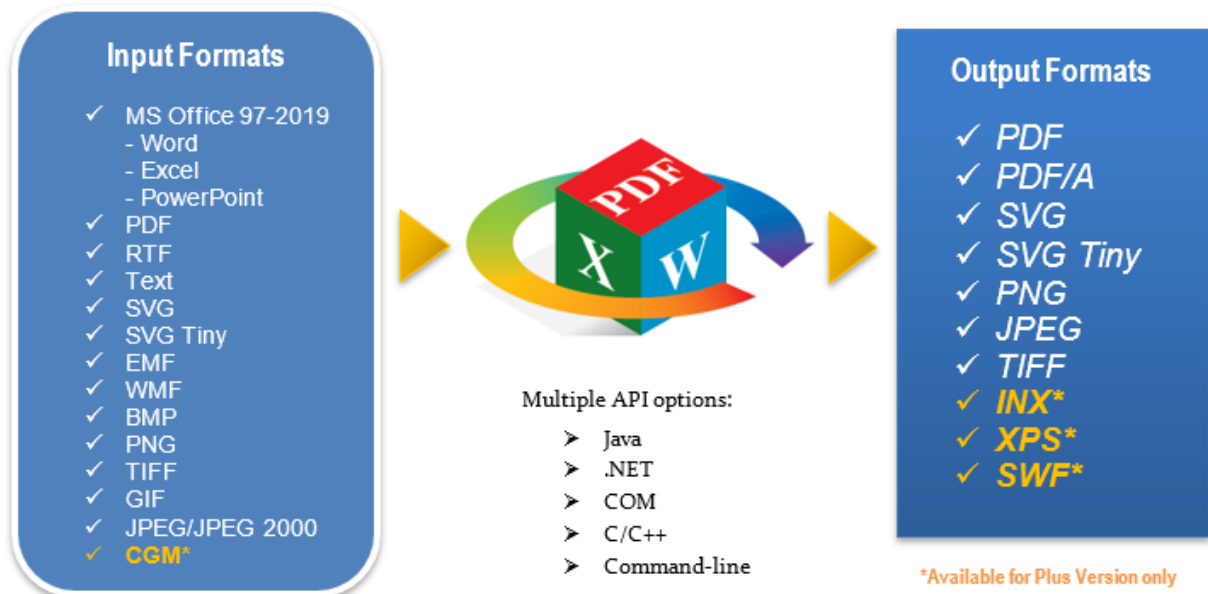 Input Formats
✓ MS Office 97-2019
- Word
- Excel
- PowerPoint
✓ PDF
✓ RTF
✓ Text
✓ SVG
✓ SVG Tiny
✓ EMF
✓ WMF
✓ BMP
✓ PNG
✓ TIFF
✓ GIF
✓ JPEG/JPEG 2000
✓ CGM*
PDF
X
W
Multiple API options:
➤ Java
➤ .NET
➤ COM
➤ C/C++
➤ Command-line
Output Formats
✓ PDF
✓ PDF/A
✓ SVG
✓ SVG Tiny
✓ PNG
✓ JPEG
✓ TIFF
✓ INX*
✓ XPS*
✓ SWF*
*Available for Plus Version only